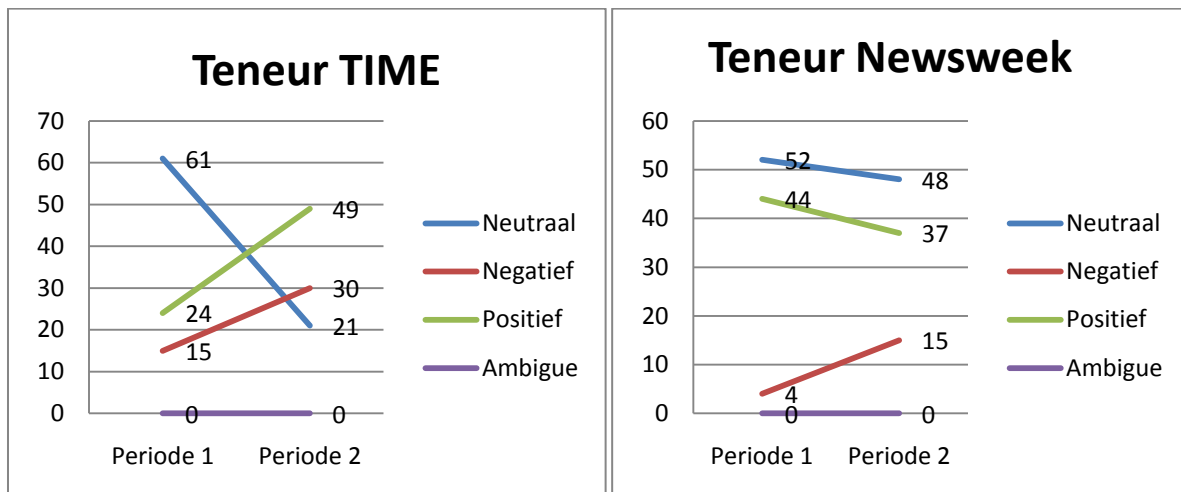 Teneur TIME
70
60
50
40
30
20
10
0
61
24
15
0
49
30
21
0
Periode 1
Periode 2
Neutraal
Negatief
Positief
Ambigue
Teneur Newsweek
60
50
40
30
20
10
0
52
44
4
0
48
37
15
0
Periode 1
Periode 2
Neutraal
Negatief
Positief
Ambigue